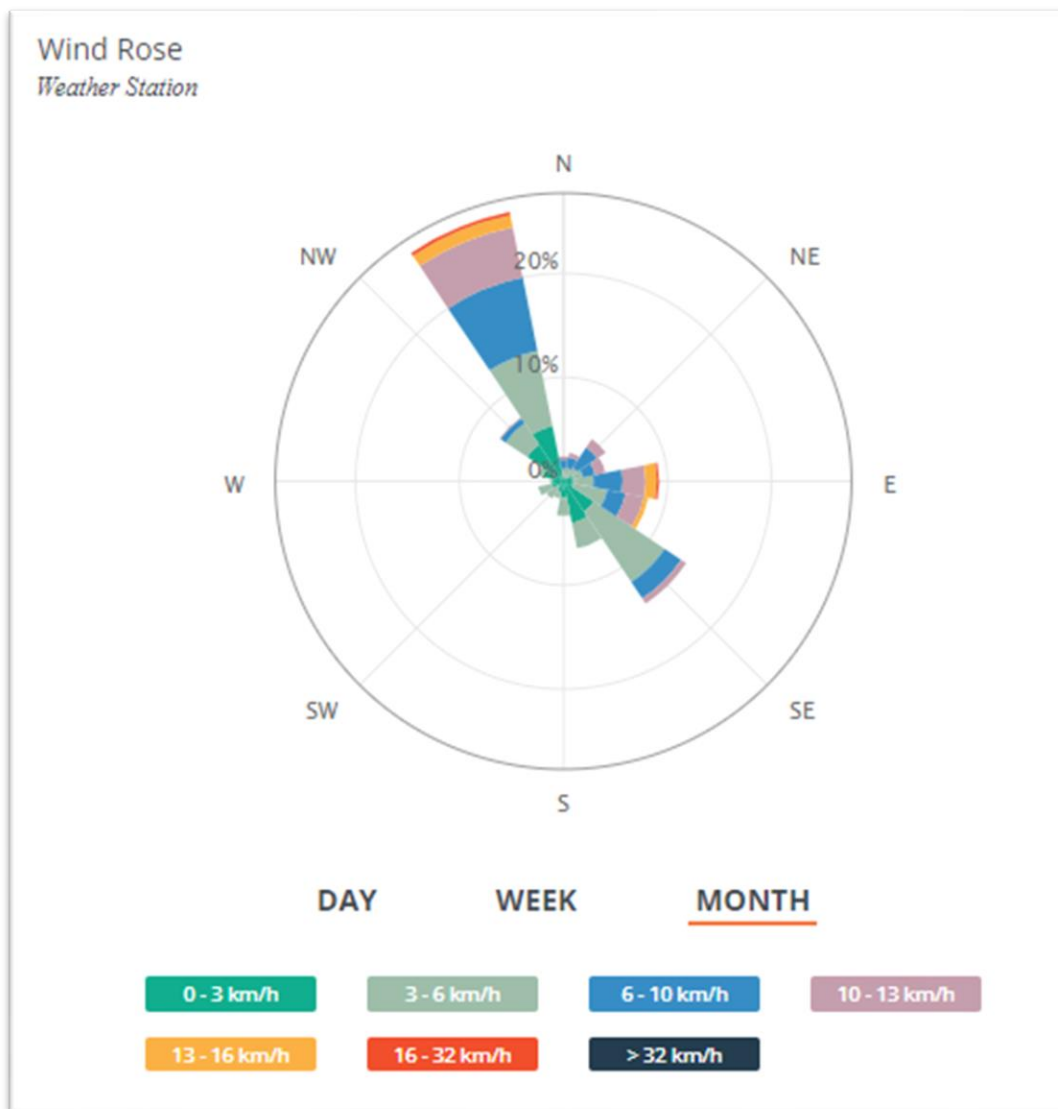 Wind Rose
Weather Station
N
NW
NE
20%
10%
0%
W
E
SW
SE
S
DAY WEEK MONTH
0 - 3 km/h 3 - 6 km/h 6 - 10 km/h 10 - 13 km/h
13 - 16 km/h 16 - 32 km/h > 32 km/h